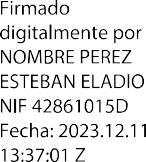 Firmado
digitalmente por
NOMBRE PEREZ
ESTEBAN ELADIO
NIF 42861015D
Fecha: 2023.12.11
13:37:01 Z